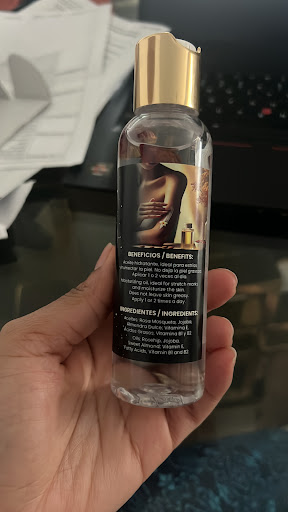 BENEFICIOS / BENEFITS:
Aceite hidratante, ideal para estrías
humectar la piel. No deja la piel grasosa
Aplicar 1 o 2 veces al día.
Moisturizing oil, ideal for stretch marks
and moisturize the skin.
Does not leave skin greasy.
Apply 1 or 2 times a day.
INGREDIENTES / INGREDIENTS:
Aceites: Rosa Mosqueta, Jojoba,
Almendra Dulce, Vitamina E,
Ácidos Grasos, Vitamina B1 y B2
Oils: Rosehip, Jojoba,
Sweet Almond, Vitamin E,
Fatty Acids, Vitamin B1 and B2